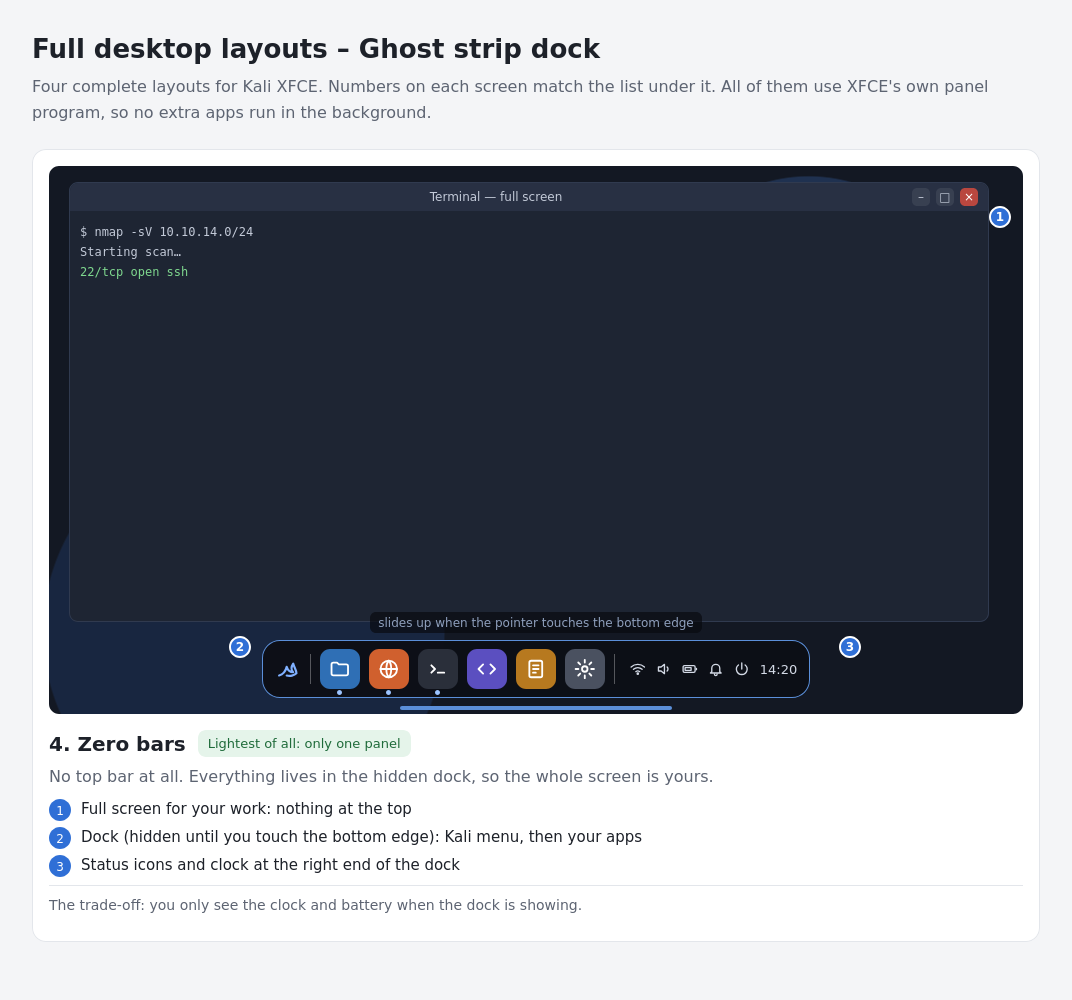 Full desktop layouts – Ghost strip dock
Four complete layouts for Kali XFCE. Numbers on each screen match the list under it. All of them use XFCE's own panel
program, so no extra apps run in the background.
Terminal — full screen
1
$ nmap -sV 10.10.14.0/24
Starting scan…
22/tcp open ssh
slides up when the pointer touches the bottom edge
2
3
14:20
4. Zero bars
Lightest of all: only one panel
No top bar at all. Everything lives in the hidden dock, so the whole screen is yours.
1 Full screen for your work: nothing at the top
2 Dock (hidden until you touch the bottom edge): Kali menu, then your apps
3 Status icons and clock at the right end of the dock
The trade-off: you only see the clock and battery when the dock is showing.